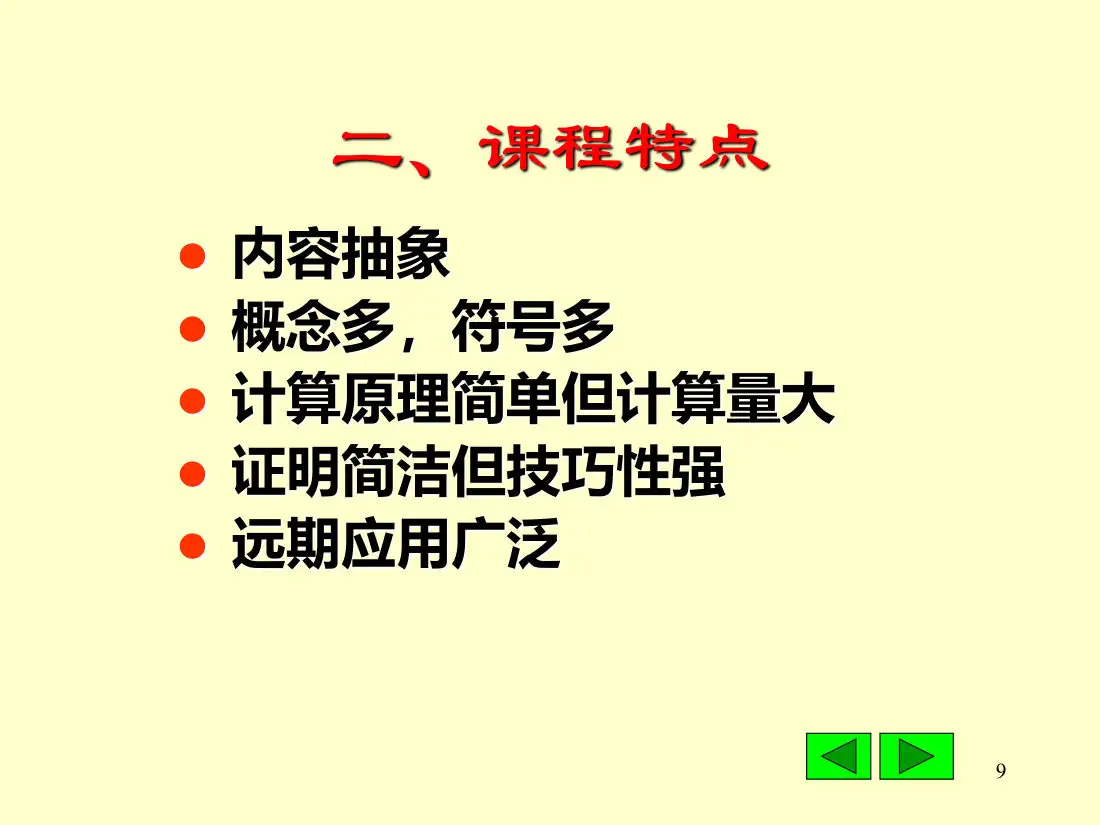 二、课程特点
内容抽象
概念多，符号多
计算原理简单但计算量大
证明简洁但技巧性强
远期应用广泛
9